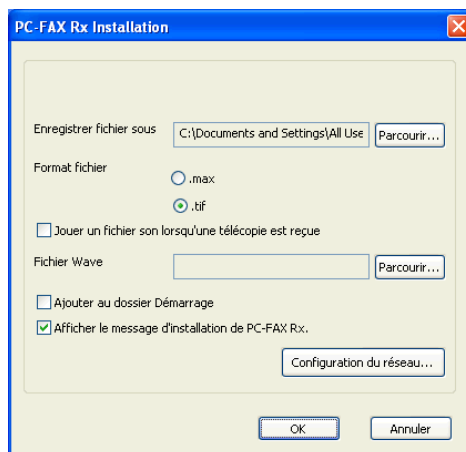 PC-FAX Rx Installation
Enregistrer fichier sous C:\Documents and Settings\All Use Parcourir...
Format fichier
.max
.tif
Jouer un fichier son lorsqu'une télécopie est reçue
Fichier Wave Parcourir...
Ajouter au dossier Démarrage
Afficher le message d'installation de PC-FAX Rx.
Configuration du réseau...
OK Annuler